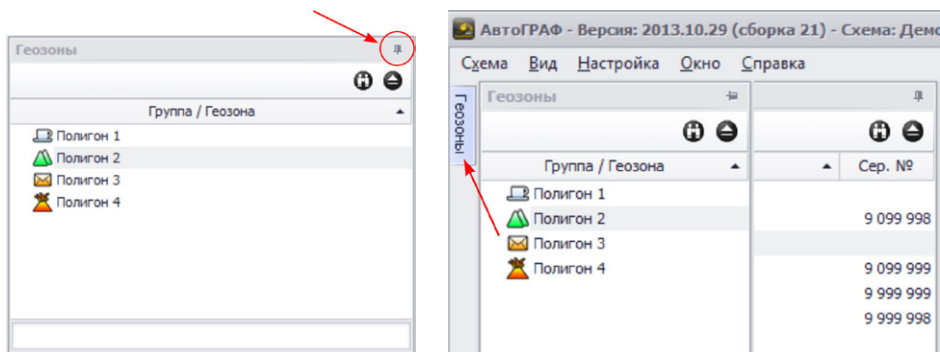 Геозоны
Группа / Геозона
Полигон 1
Полигон 2
Полигон 3
Полигон 4
АвтоГРАФ - Версия: 2013.10.29 (сборка 21) - Схема: Демо
Схема Вид Настройка Окно Справка
Геозоны
Геозоны
Группа / Геозона Сер. №
Полигон 1
Полигон 2 9 099 998
Полигон 3
Полигон 4 9 099 999
9 999 999
9 999 998